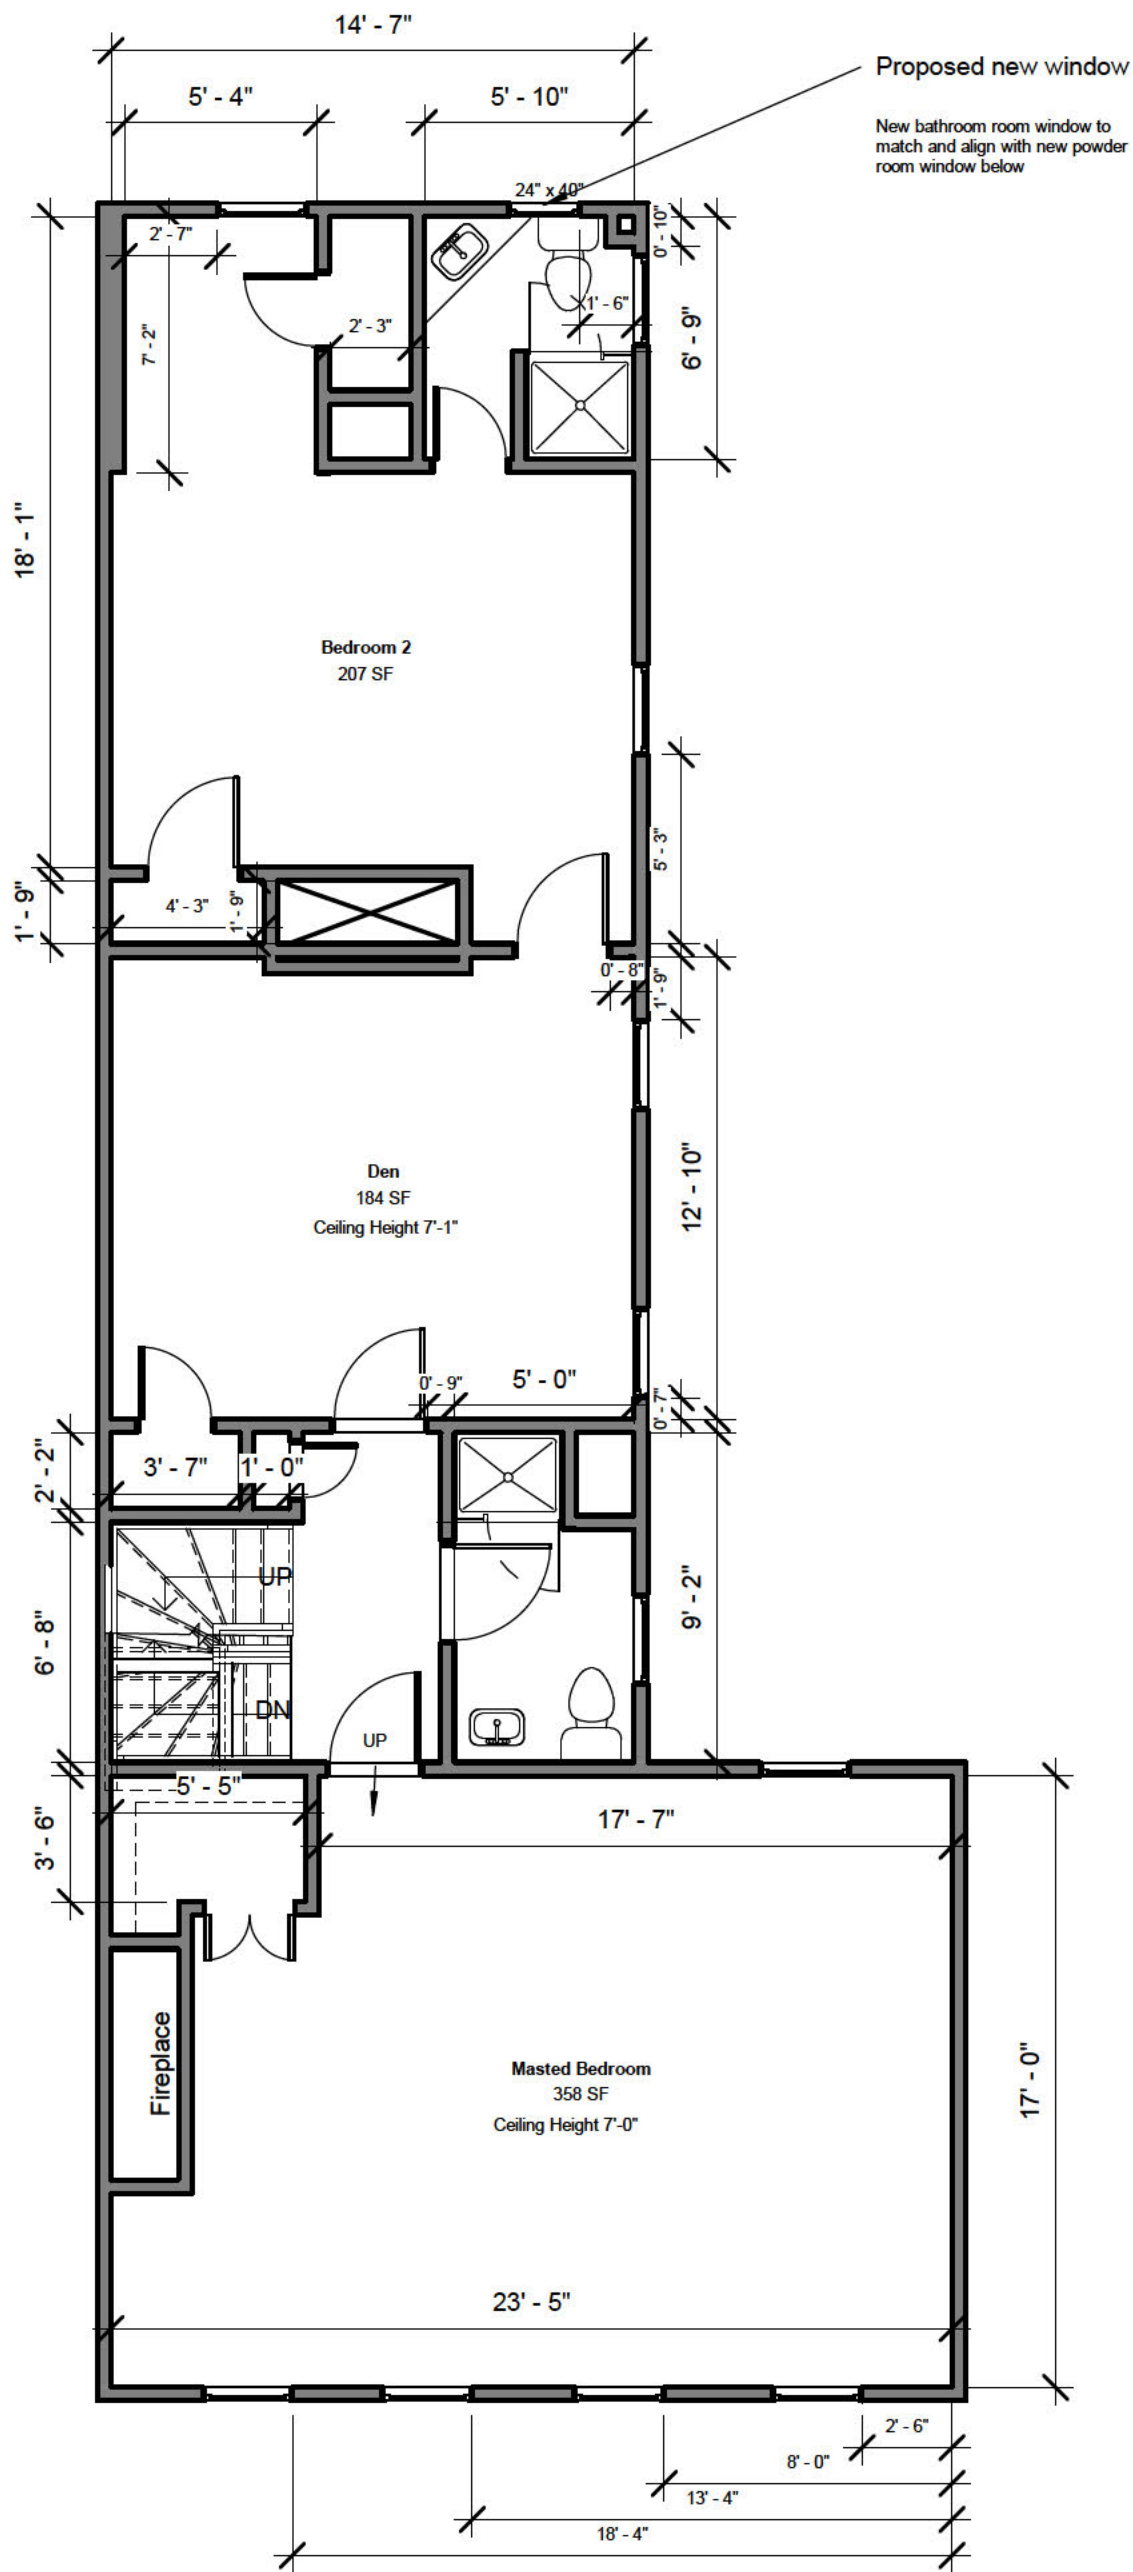 14' - 7"
Proposed new window
5' - 4"
5' - 10"
New bathroom room window to
match and align with new powder
room window below
24" x 40"
0' - 10"
2' - 7"
1' - 6"
2' - 3"
7' - 2"
6' - 9"
18' - 1"
Bedroom 2
207 SF
5' - 3"
1' - 9"
4' - 3"
1' - 9"
0' - 8"
1' - 9"
Den
184 SF
Ceiling Height 7'-1"
12' - 10"
0' - 9"
5' - 0"
0' - 7"
2' - 2"
3' - 7"
1' - 0"
UP
9' - 2"
6' - 8"
DN
UP
5' - 5"
3' - 6"
17' - 7"
Fireplace
Masted Bedroom
358 SF
Ceiling Height 7'-0"
17' - 0"
23' - 5"
2' - 6"
8' - 0"
13' - 4"
18' - 4"